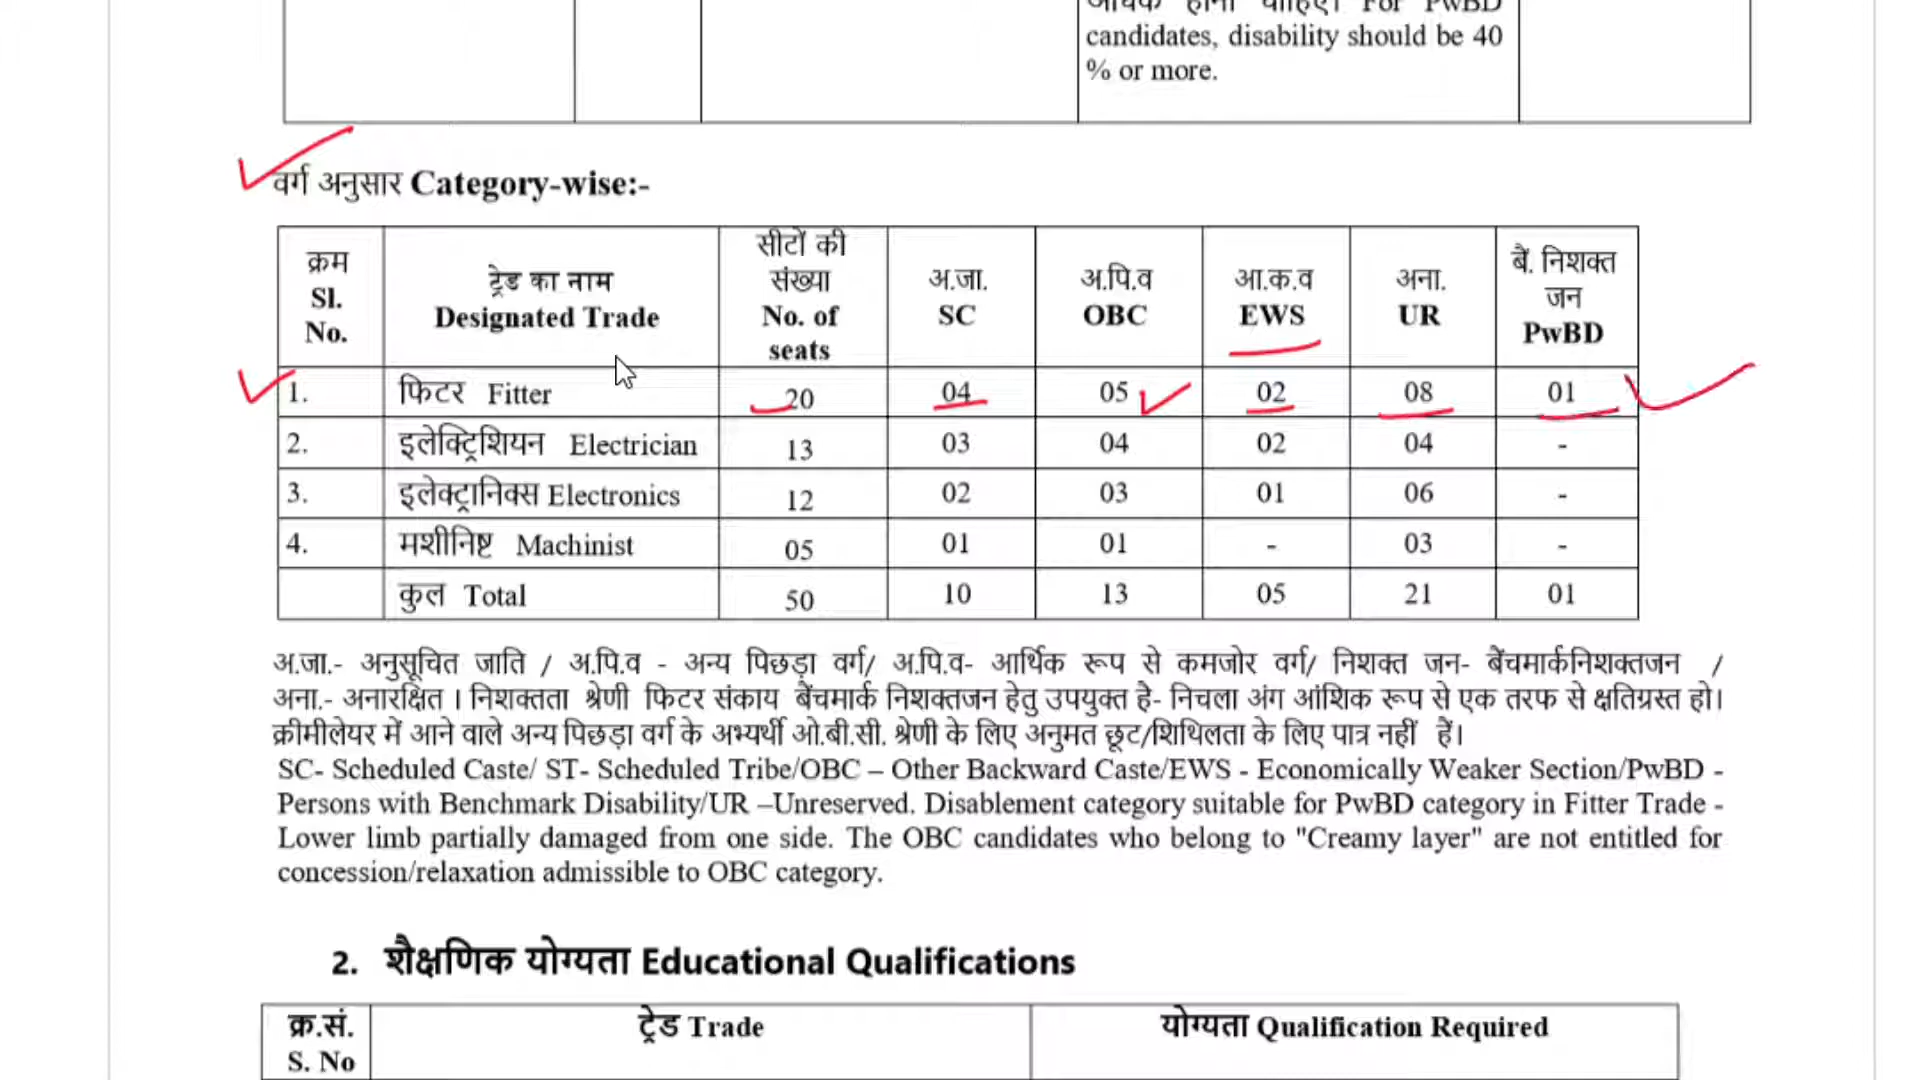 अधिक होना चाहिए। For PwBD
candidates, disability should be 40
% or more.
वर्ग अनुसार Category-wise:-
क्रम Sl. No. ट्रेड का नाम Designated Trade सीटों की संख्या No. of seats अ.जा. SC अ.पि.व OBC आ.क.व EWS अना. UR बैं. निशक्त जन PwBD
1. फिटर Fitter 20 04 05 02 08 01
2. इलेक्ट्रिशियन Electrician 13 03 04 02 04 -
3. इलेक्ट्रानिक्स Electronics 12 02 03 01 06 -
4. मशीनिष्ट Machinist 05 01 01 - 03 -
कुल Total 50 10 13 05 21 01
अ.जा.- अनुसूचित जाति / अ.पि.व - अन्य पिछड़ा वर्ग/ अ.पि.व- आर्थिक रूप से कमजोर वर्ग/ निशक्त जन- बेंचमार्कनिशक्तजन /
अना.- अनारक्षित । निशक्तता श्रेणी फिटर संकाय बेंचमार्क निशक्तजन हेतु उपयुक्त है- निचला अंग आंशिक रूप से एक तरफ से क्षतिग्रस्त हो।
क्रीमीलेयर में आने वाले अन्य पिछड़ा वर्ग के अभ्यर्थी ओ.बी.सी. श्रेणी के लिए अनुमत छूट/शिथिलता के लिए पात्र नहीं हैं।
SC- Scheduled Caste/ ST- Scheduled Tribe/OBC – Other Backward Caste/EWS - Economically Weaker Section/PwBD -
Persons with Benchmark Disability/UR –Unreserved. Disablement category suitable for PwBD category in Fitter Trade -
Lower limb partially damaged from one side. The OBC candidates who belong to "Creamy layer" are not entitled for
concession/relaxation admissible to OBC category.
2. शैक्षणिक योग्यता Educational Qualifications
क्र.सं. S. No ट्रेड Trade योग्यता Qualification Required